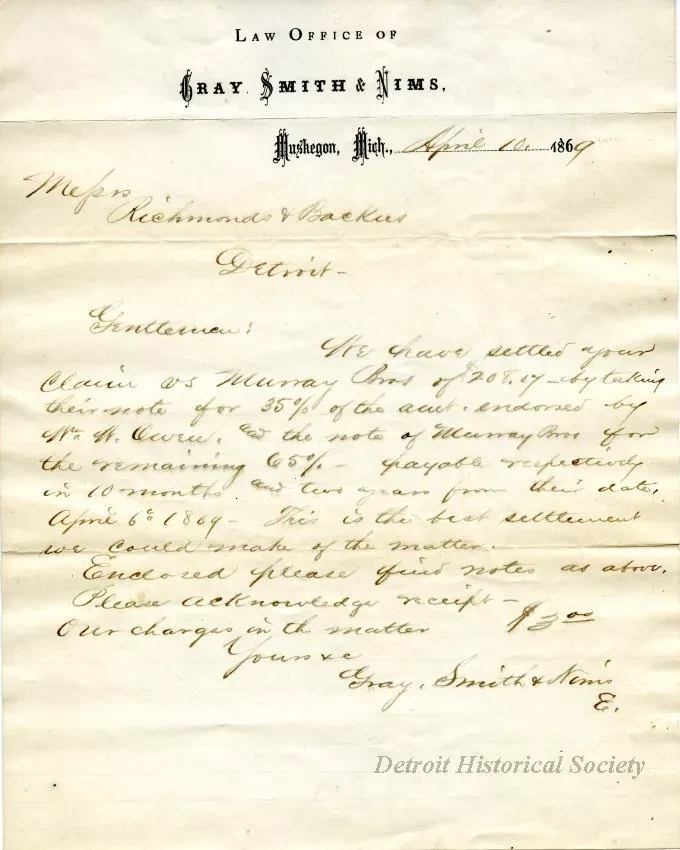 LAW OFFICE OF
GRAY, SMITH & NIMS,
Muskegon, Mich., April 10. 1869
Messrs
Richmonds & Backus
Detroit -
Gentlemen:
We have settled your
claim vs Murray Bros of $208.07 - by taking
their note for 35% of the amt. endorsed by
Wm W. Owen. and the note of Murray Bros for
the remaining 65% - payable respectively
in 10 months and two years from their date,
April 6th 1869 - This is the best settlement
we could make of the matter.
Enclosed please find notes as above.
Please acknowledge receipt -
Our charges in th matter $3.00
Yours &c
Gray, Smith & Nims
E.
Detroit Historical Society